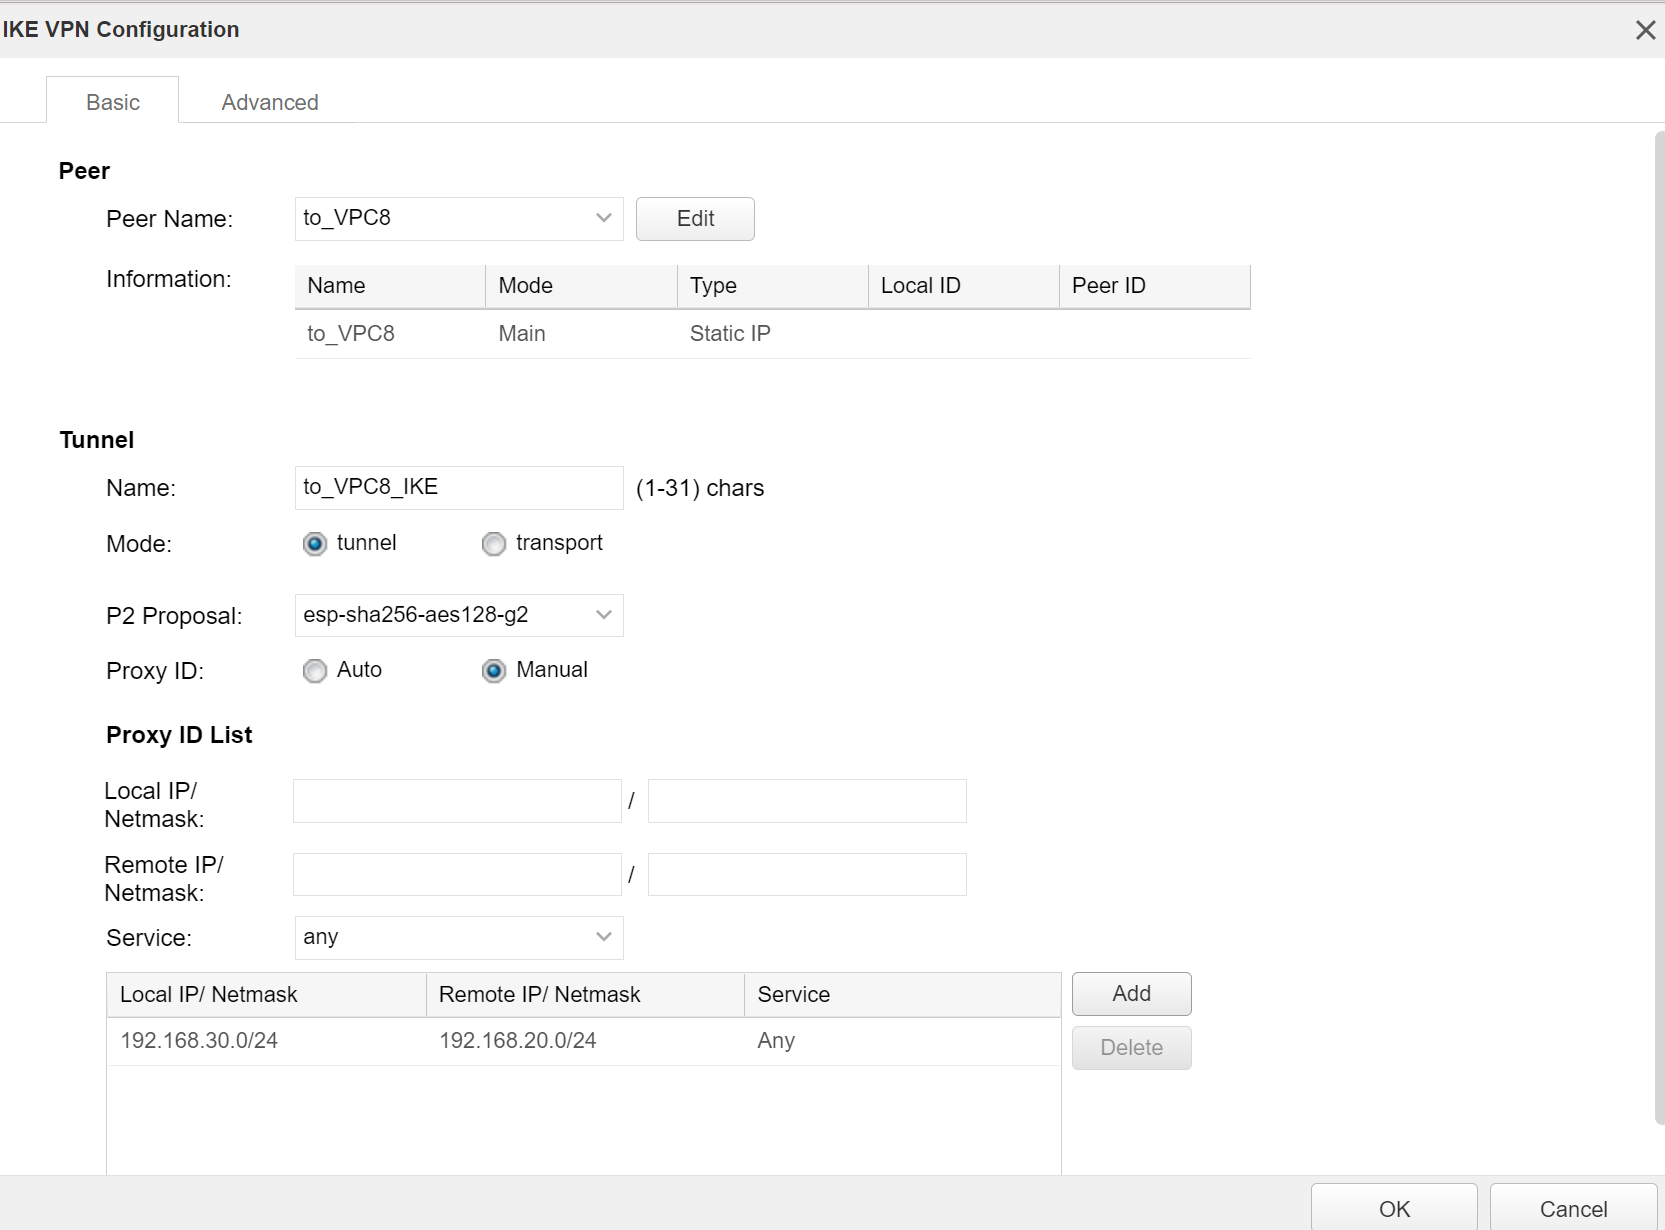 IKE VPN Configuration
Basic Advanced
Peer
Peer Name: to_VPC8 Edit
Information: Name Mode Type Local ID Peer ID
to_VPC8 Main Static IP
Tunnel
Name: to_VPC8_IKE (1-31) chars
Mode: tunnel transport
P2 Proposal: esp-sha256-aes128-g2
Proxy ID: Auto Manual
Proxy ID List
Local IP/
Netmask: /
Remote IP/
Netmask: /
Service: any
Local IP/ Netmask Remote IP/ Netmask Service Add
192.168.30.0/24 192.168.20.0/24 Any Delete
OK Cancel